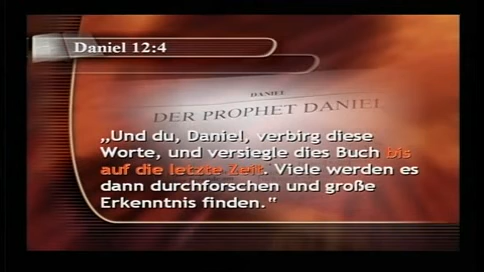 Daniel 12:4
DANIEL
DER PROPHET DANIEL
„Und du, Daniel, verbirg diese
Worte, und versiegle dies Buch bis
auf die letzte Zeit. Viele werden es
dann durchforschen und große
Erkenntnis finden.“